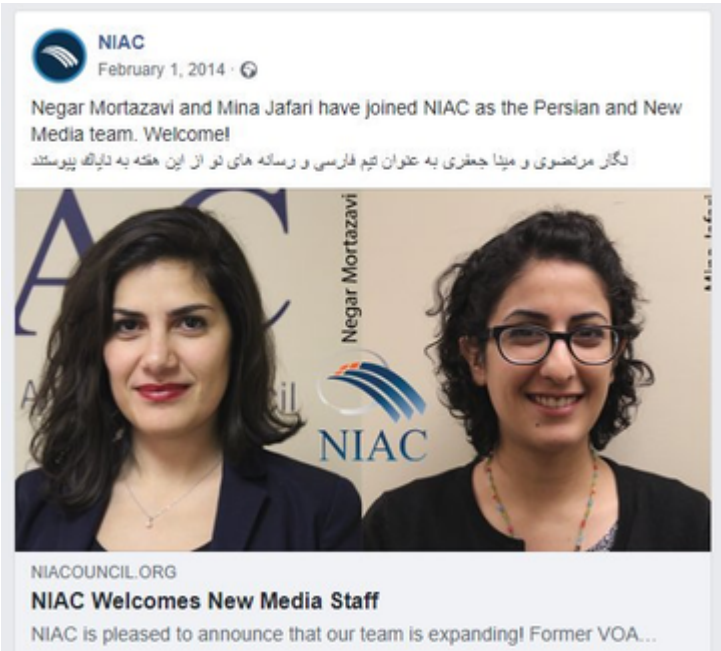 NIAC
February 1, 2014 ·
Negar Mortazavi and Mina Jafari have joined NIAC as the Persian and New
Media team. Welcome!
نگار مرتضوی و مینا جعفری به عنوان تیم فارسی و رسانه های نو از این هفته به نایاک پیوستند
AC
Negar Mortazavi
Mina Jafari
NIAC
NIACOUNCIL.ORG
NIAC Welcomes New Media Staff
NIAC is pleased to announce that our team is expanding! Former VOA...